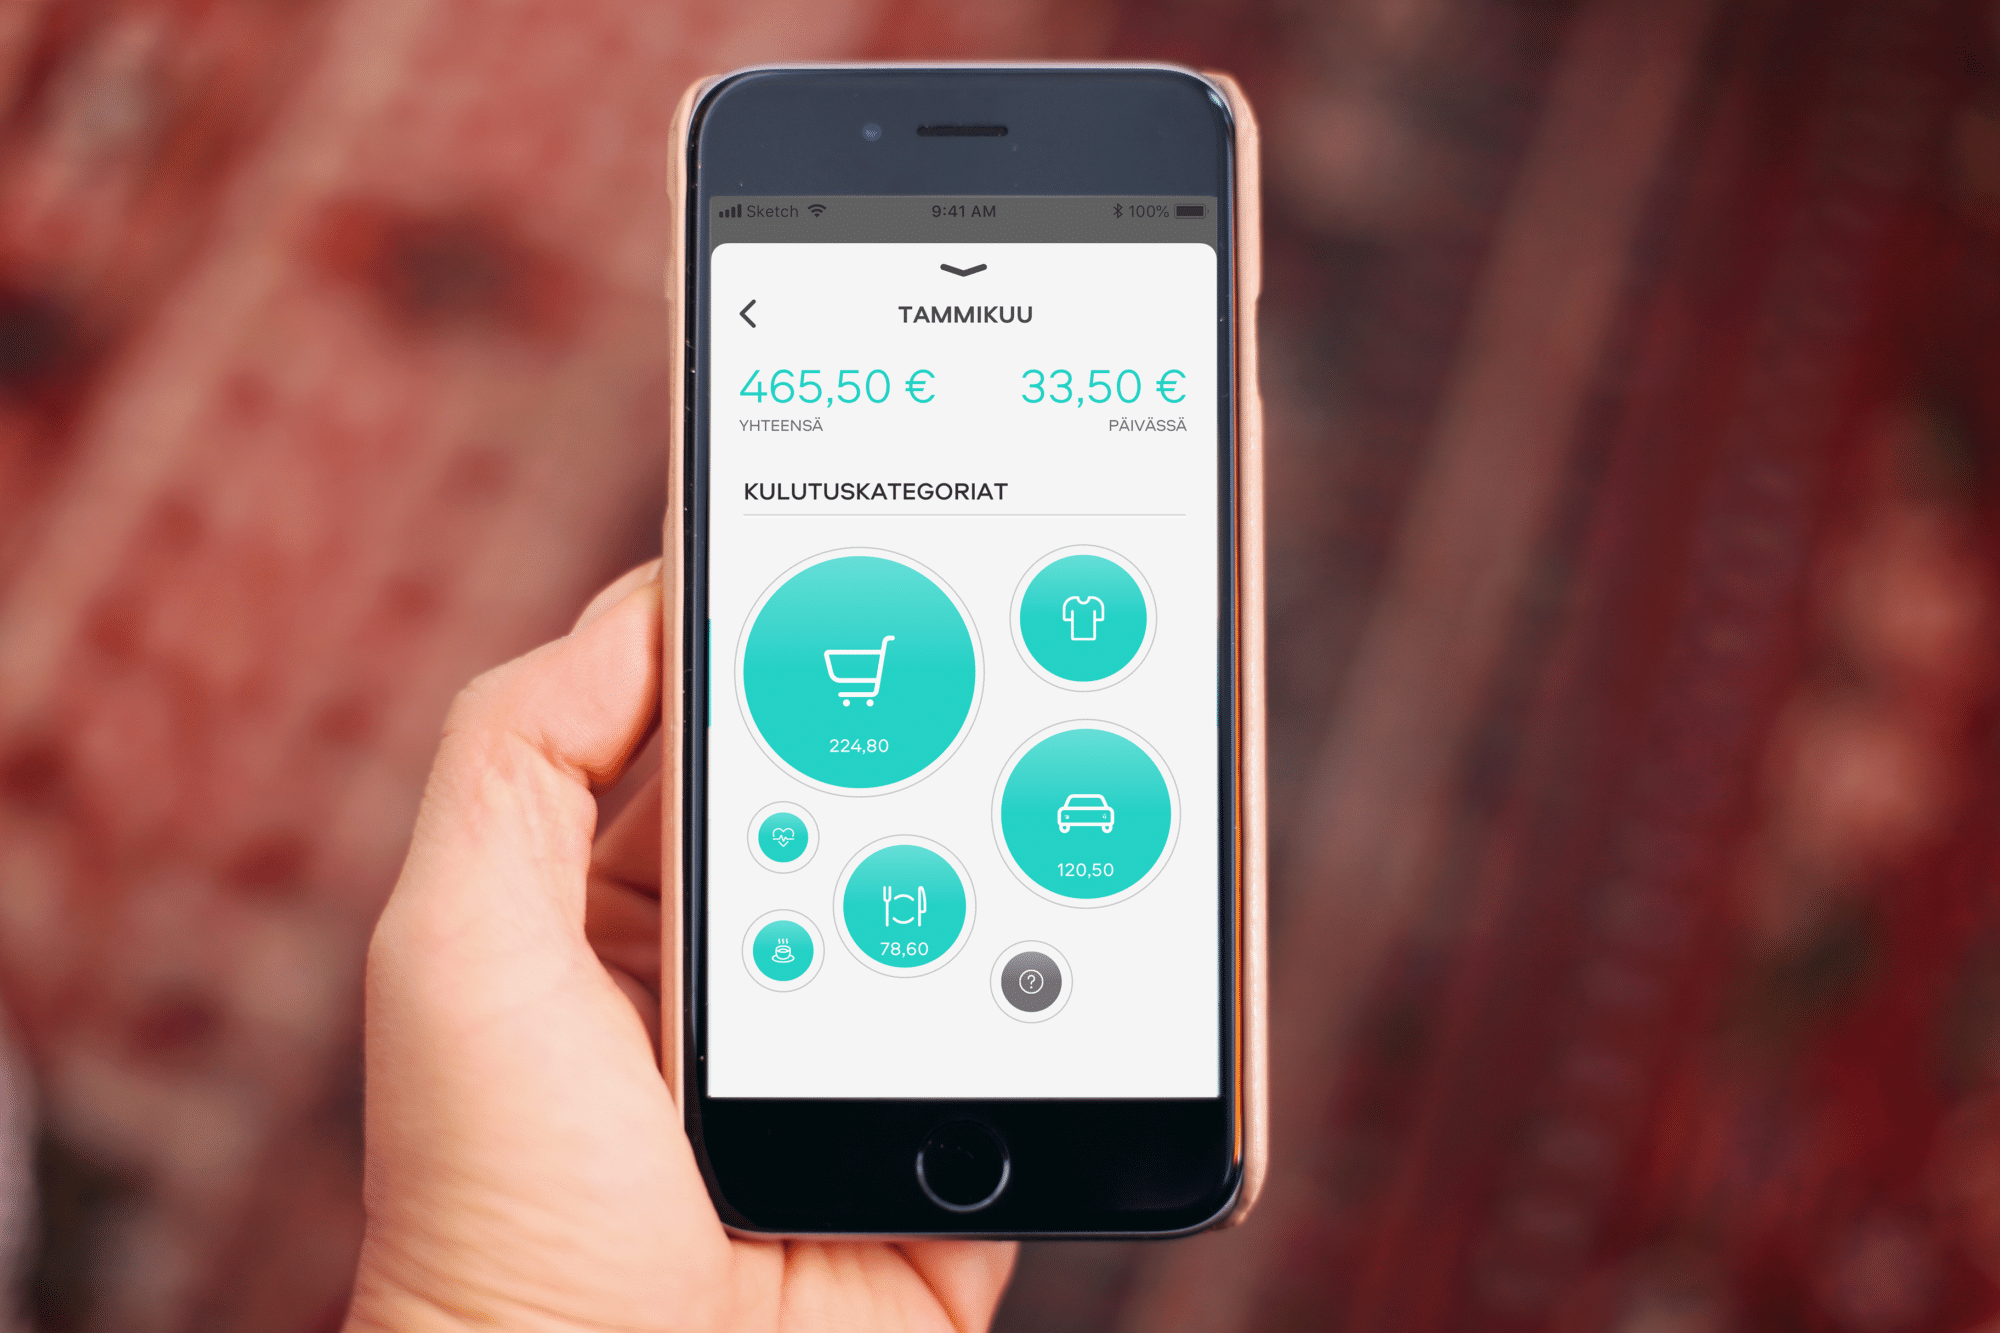 Sketch 9:41 AM 100%
TAMMIKUU
465,50 € 33,50 €
YHTEENSÄ PÄIVÄSSÄ
KULUTUSKATEGORIAT
224,80
120,50
78,60
?